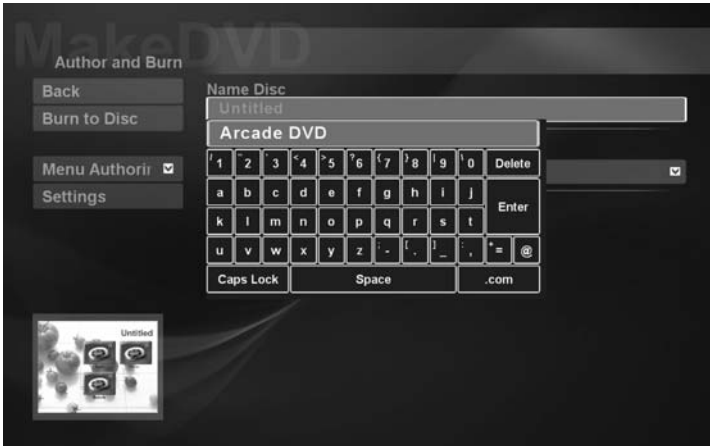 MakeDVD
Author and Burn
Back
Burn to Disc
Menu Authorin
Settings
Name Disc
Untitled
Arcade DVD
1 2 3 4 5 6 7 8 9 0 Delete
a b c d e f g h i j
Enter
k l m n o p q r s t
u v w x y z - . _ , = @
Caps Lock Space .com
Untitled